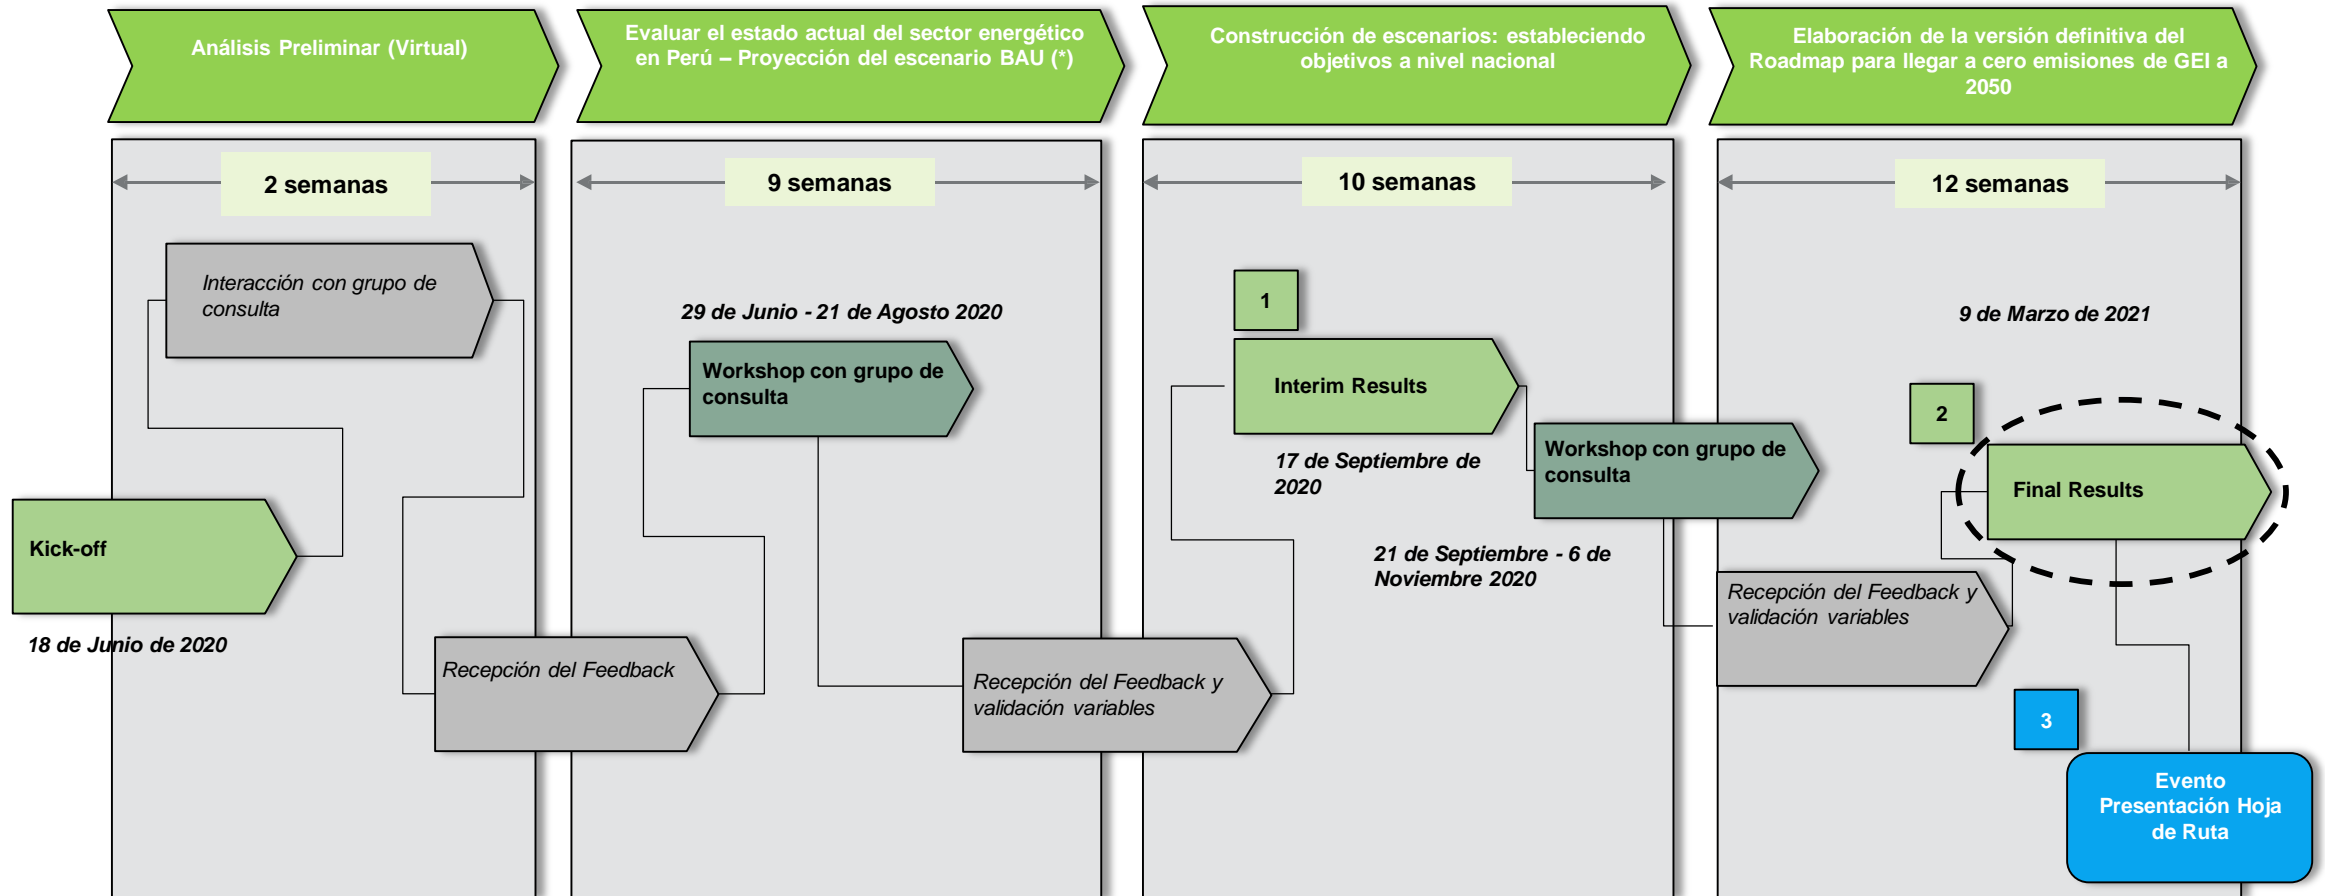 Análisis Preliminar (Virtual)
Evaluar el estado actual del sector energético
en Perú – Proyección del escenario BAU (*)
Construcción de escenarios: estableciendo
objetivos a nivel nacional
Elaboración de la versión definitiva del
Roadmap para llegar a cero emisiones de GEI a
2050
2 semanas
9 semanas
10 semanas
12 semanas
Interacción con grupo de
consulta
Kick-off
18 de Junio de 2020
Recepción del Feedback
29 de Junio - 21 de Agosto 2020
Workshop con grupo de
consulta
Recepción del Feedback y
validación variables
1
Interim Results
17 de Septiembre de
2020
Workshop con grupo de
consulta
21 de Septiembre - 6 de
Noviembre 2020
9 de Marzo de 2021
2
Final Results
Recepción del Feedback y
validación variables
3
Evento
Presentación Hoja
de Ruta